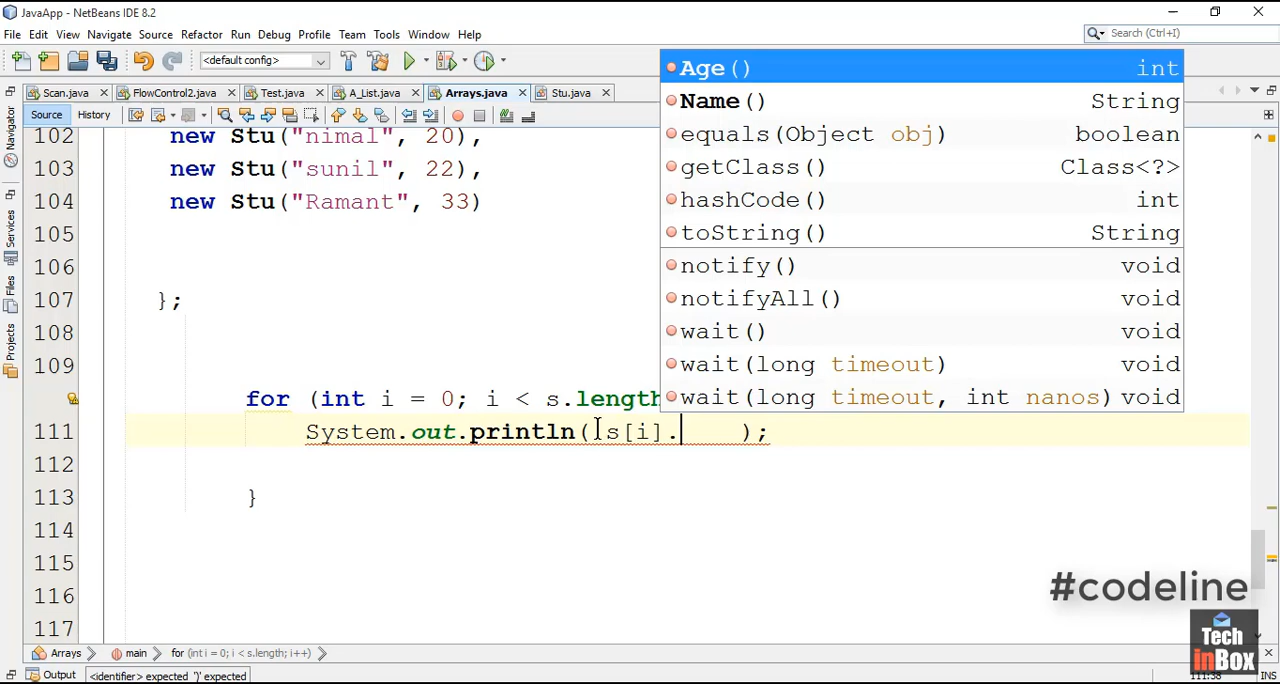 JavaApp - NetBeans IDE 8.2
File Edit View Navigate Source Refactor Run Debug Profile Team Tools Window Help
Search (Ctrl+I)
<default config>
Scan.java FlowControl2.java Test.java A_List.java Arrays.java Stu.java
Source History
Navigator
Services
Files
Projects
102 new Stu("nimal", 20),
103 new Stu("sunil", 22),
104 new Stu("Ramant", 33)
105
106
107 };
108
109
for (int i = 0; i < s.length
111 System.out.println( s[i]. );
112
113 }
114
115
116
117
Age() int
Name() String
equals(Object obj) boolean
getClass() Class<?>
hashCode() int
toString() String
notify() void
notifyAll() void
wait() void
wait(long timeout) void
wait(long timeout, int nanos) void
#codeline
Tech
inBox
Arrays main for (int i = 0; i < s.length; i++)
Output <identifier> expected ')' expected 111:38 INS